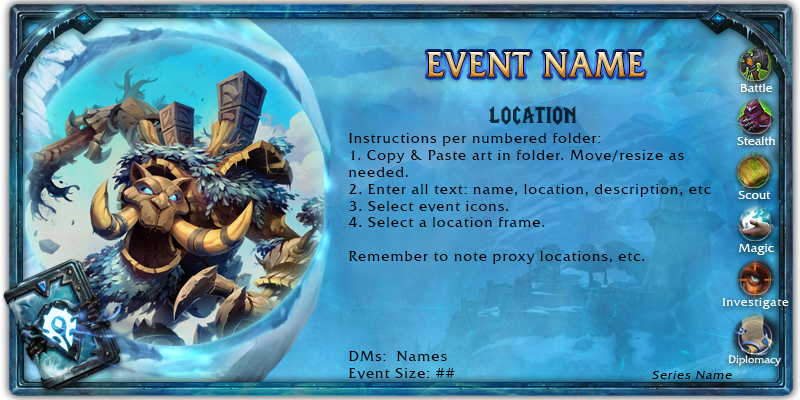 EVENT NAME
LOCATION
Instructions per numbered folder:
1. Copy & Paste art in folder. Move/resize as
needed.
2. Enter all text: name, location, description, etc
3. Select event icons.
4. Select a location frame.
Remember to note proxy locations, etc.
DMs:  Names
Event Size: ##
Battle
Stealth
Scout
Magic
Investigate
Diplomacy
Series Name